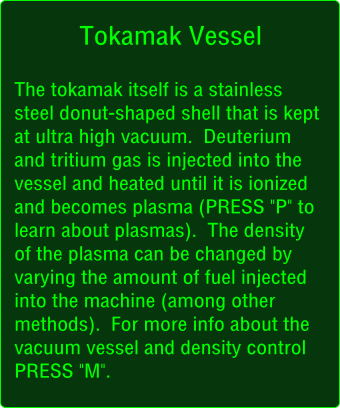 Tokamak Vessel
The tokamak itself is a stainless
steel donut-shaped shell that is kept
at ultra high vacuum.  Deuterium
and tritium gas is injected into the
vessel and heated until it is ionized
and becomes plasma (PRESS "P" to
learn about plasmas).  The density
of the plasma can be changed by
varying the amount of fuel injected
into the machine (among other
methods).  For more info about the
vacuum vessel and density control
PRESS "M".